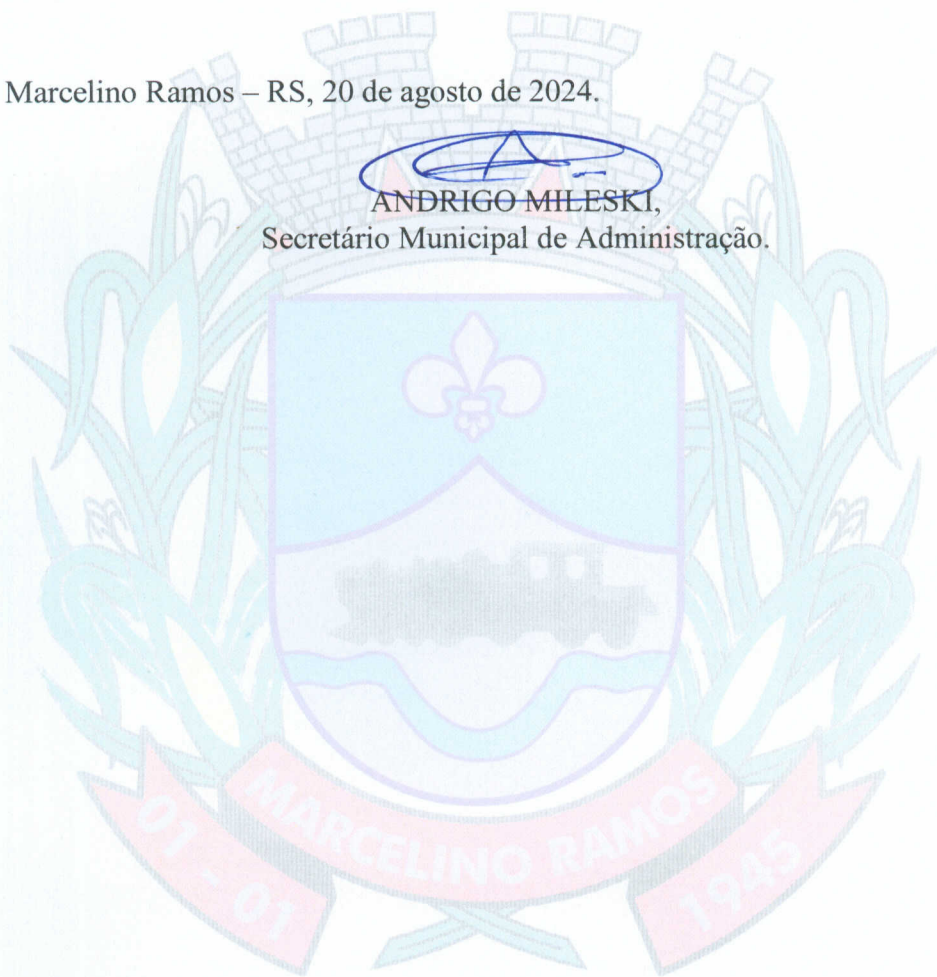 Marcelino Ramos – RS, 20 de agosto de 2024.
ANDRIGO MILESKI,
Secretário Municipal de Administração.
MARCELINO RAMOS
01 - 01
1945